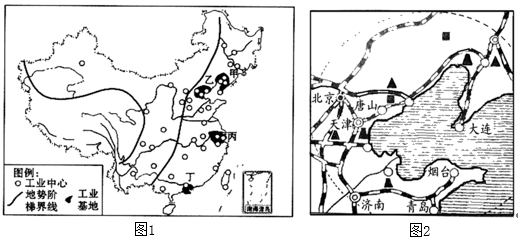 甲
乙
丙
丁
图例:
工业中心
地势阶
梯界线
工业
基地
南海诸岛
图1
北京
唐山
天津
大连
烟台
济南
青岛
图2